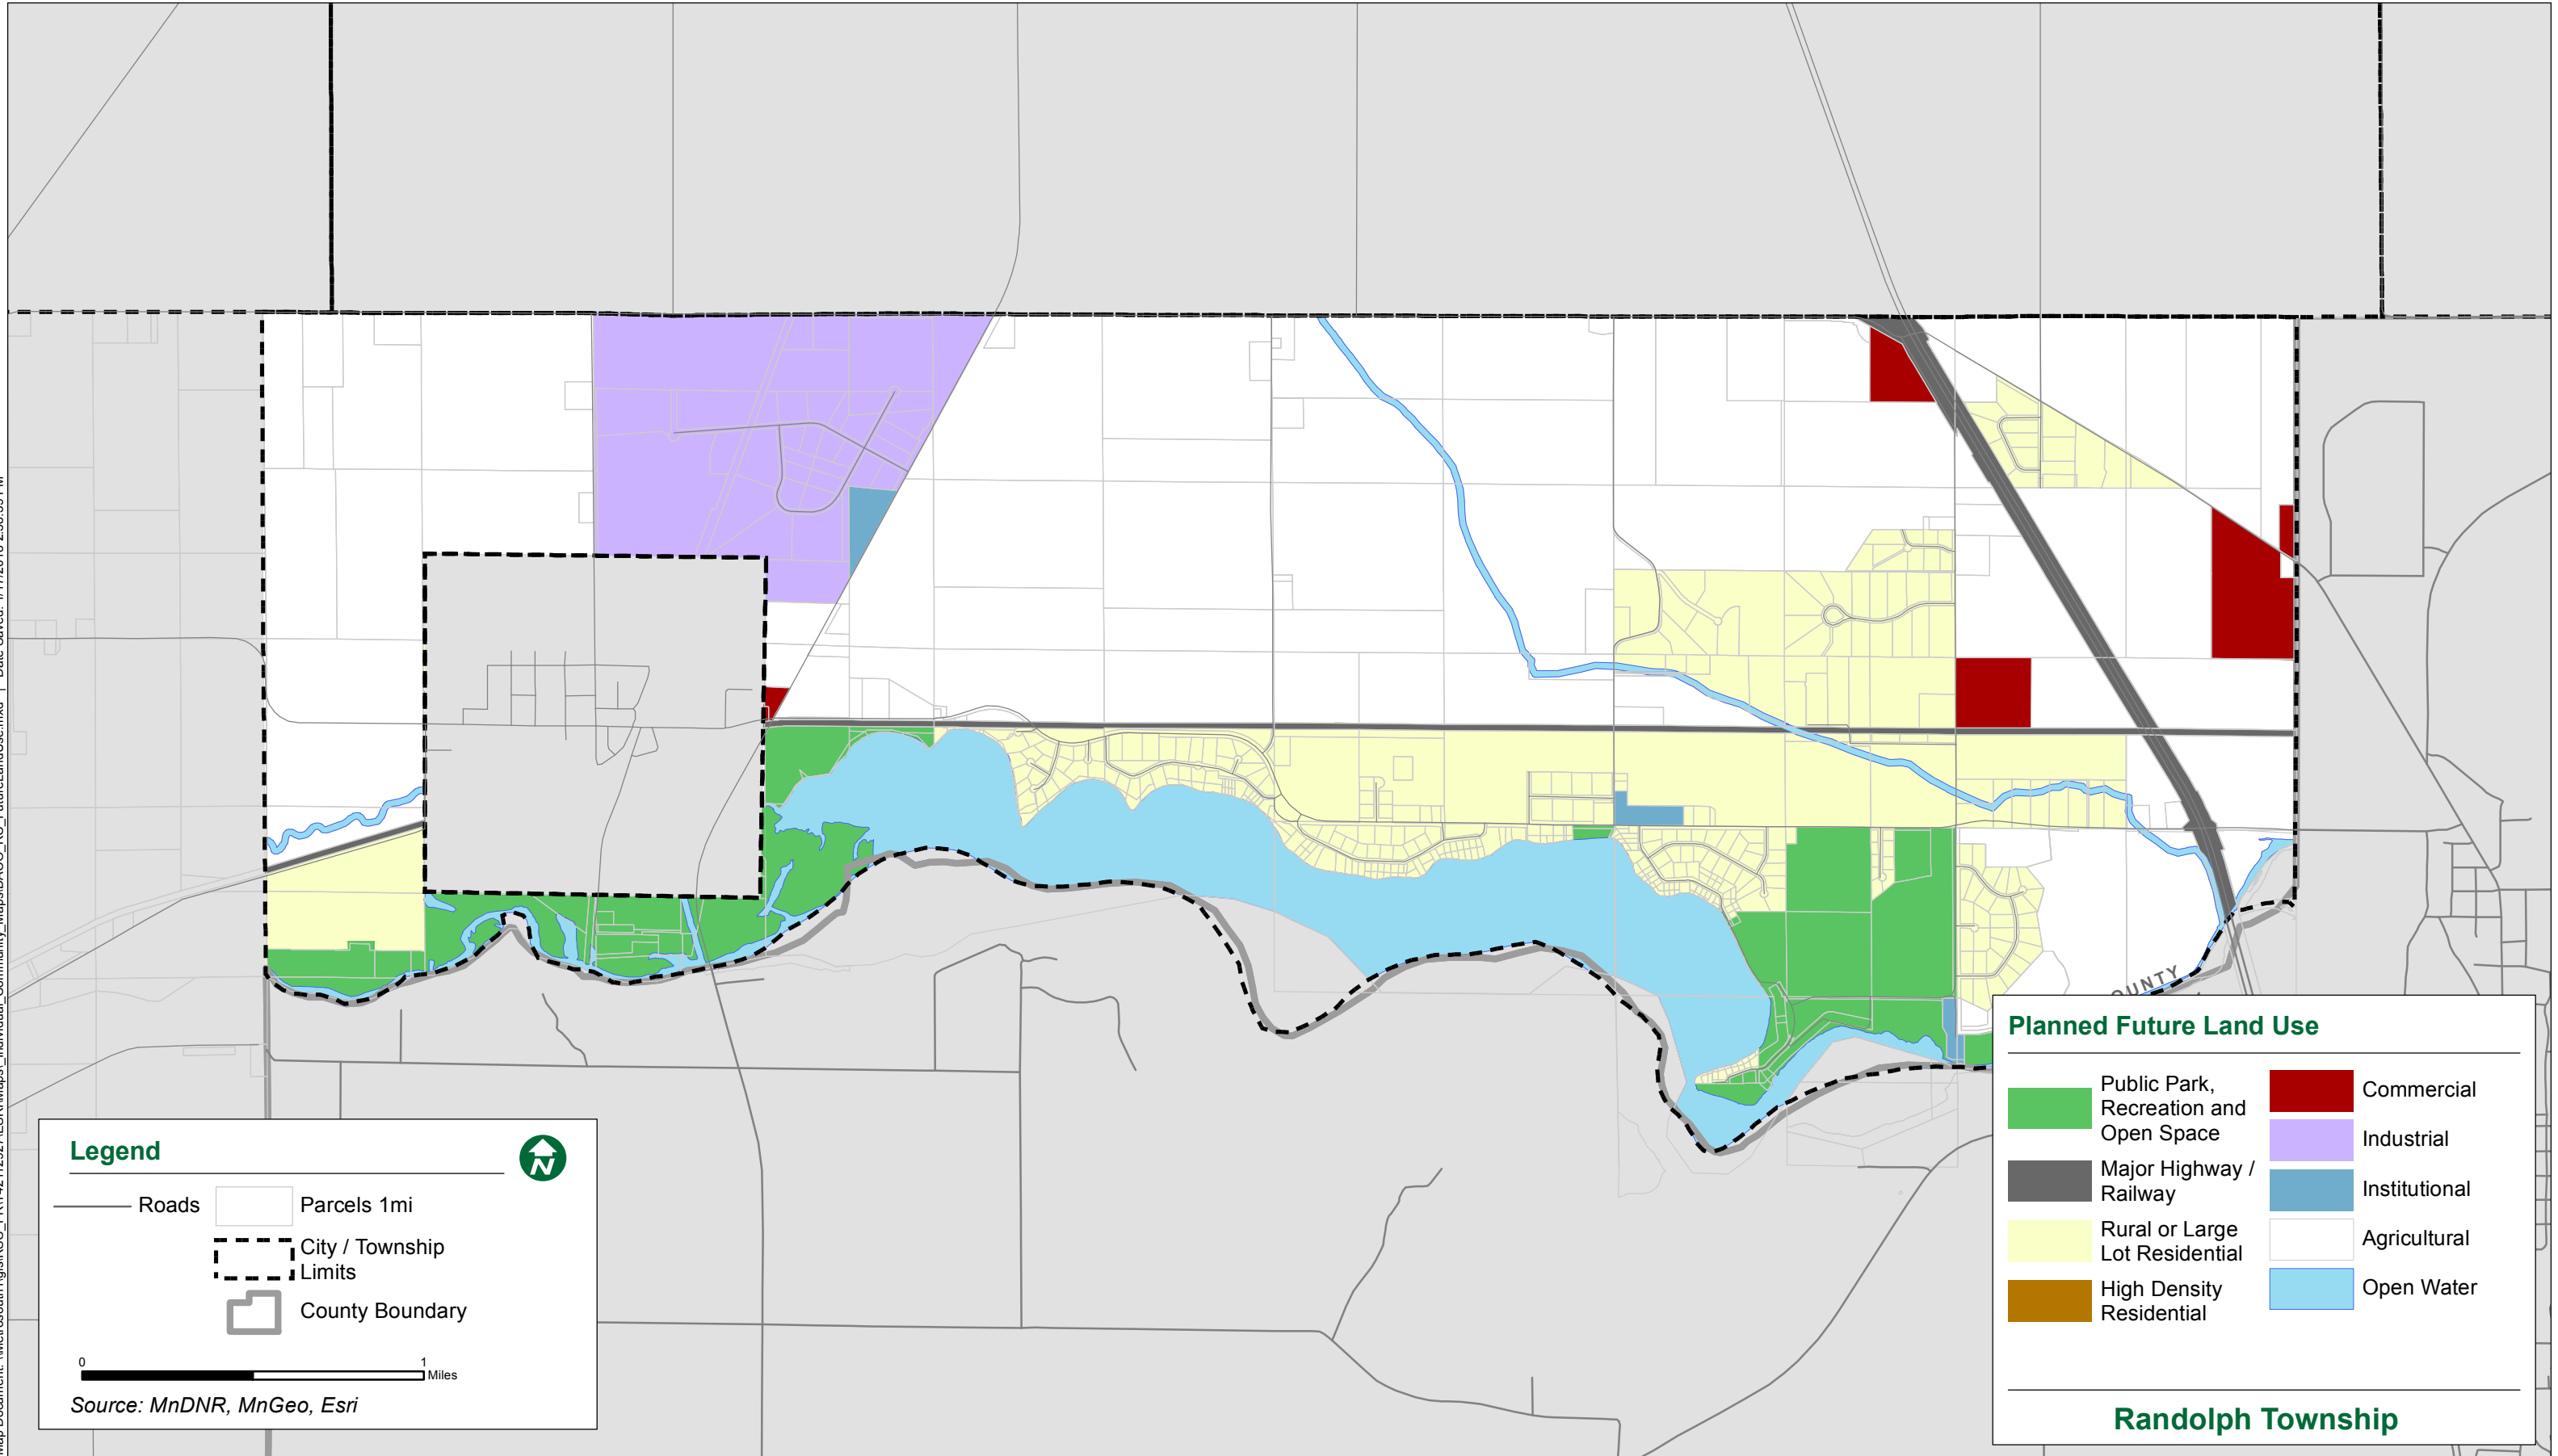 OUNTY
Legend
N
Roads
Parcels 1mi
City / Township
Limits
County Boundary
0 1
Miles
Source: MnDNR, MnGeo, Esri
Planned Future Land Use
Public Park,
Recreation and
Open Space
Major Highway /
Railway
Rural or Large
Lot Residential
High Density
Residential
Commercial
Industrial
Institutional
Agricultural
Open Water
Randolph Township